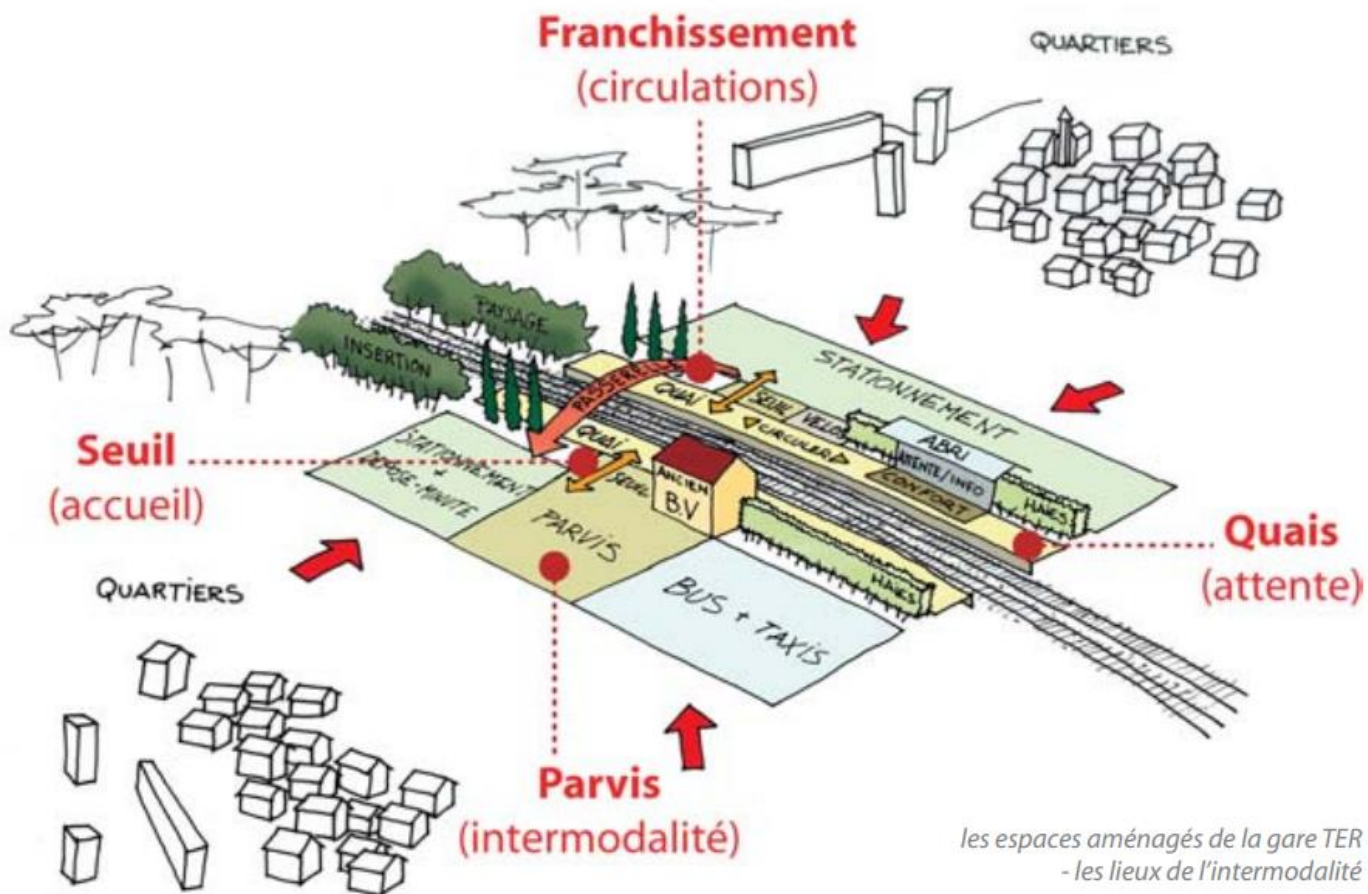 Franchissement
(circulations)
QUARTIERS
PAYSAGE
INSERTION
PASSERELLE
STATIONNEMENT
QUAI
SEUIL
VELO
CIRCULER
ABRI
ATTENTE/INFO
CONFORT
HAIES
Seuil
(accueil)
STATIONNEMENT
+
DEPOSE-MINUTE
QUAI
SEUIL
ANCIEN
B.V
PARVIS
HAIES
BUS + TAXIS
Quais
(attente)
QUARTIERS
Parvis
(intermodalité)
les espaces aménagés de la gare TER
- les lieux de l'intermodalité